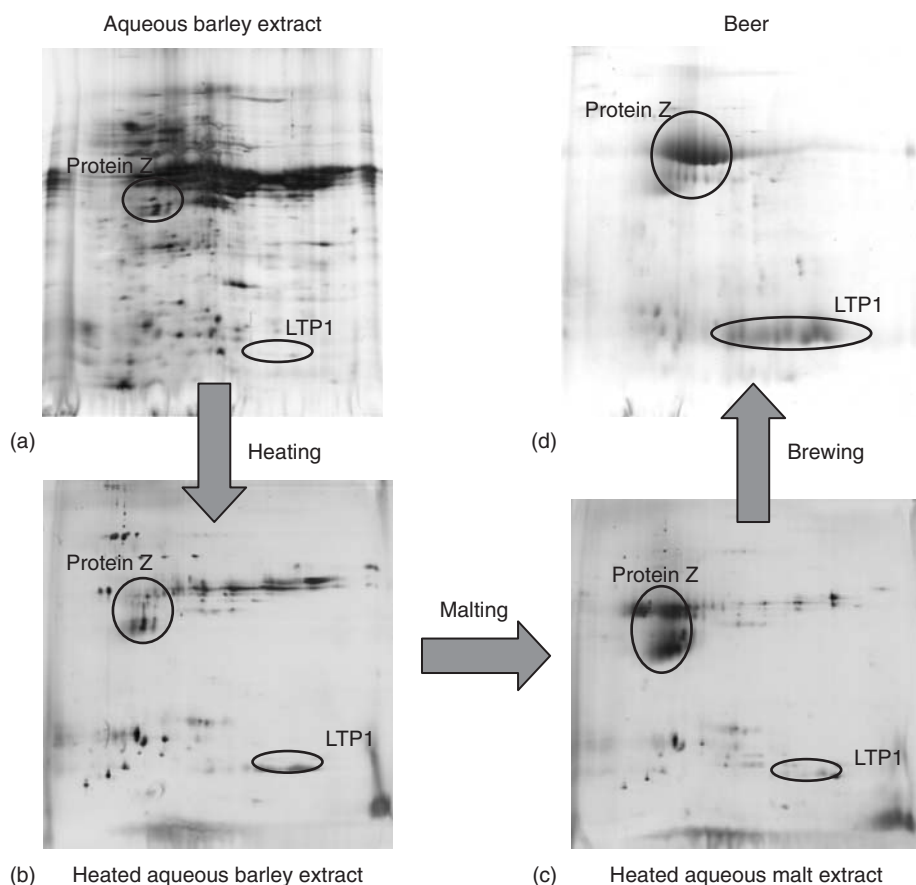 Aqueous barley extract
Protein Z
LTP1
(a)
Heating
Protein Z
LTP1
(b) Heated aqueous barley extract
Malting
Beer
Protein Z
LTP1
(d)
Brewing
Protein Z
LTP1
(c) Heated aqueous malt extract